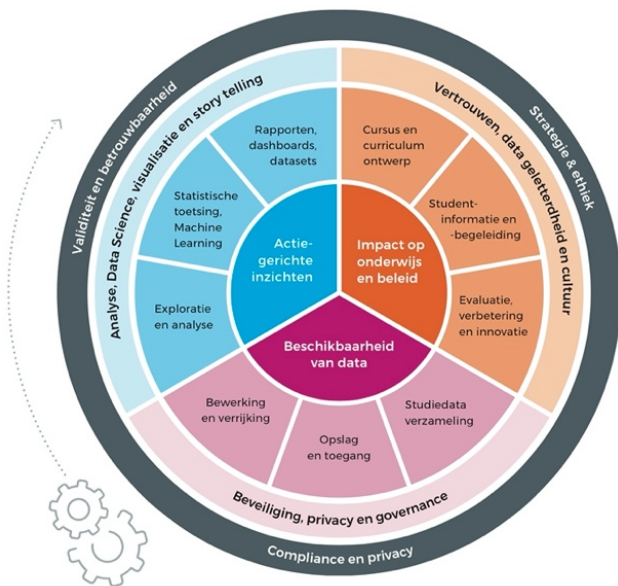 Validiteit en betrouwbaarheid
Strategie & ethiek
Compliance en privacy
Analyse, Data Science, visualisatie en story telling
Vertrouwen, data geletterdheid en cultuur
Beveiliging, privacy en governance
Rapporten,
dashboards,
datasets
Statistische
toetsing,
Machine
Learning
Exploratie
en analyse
Cursus en
curriculum
ontwerp
Student-
informatie en
-begeleiding
Evaluatie,
verbetering
en innovatie
Actie-
gerichte
inzichten
Impact op
onderwijs
en beleid
Beschikbaarheid
van data
Bewerking
en verrijking
Opslag
en toegang
Studiedata
verzameling